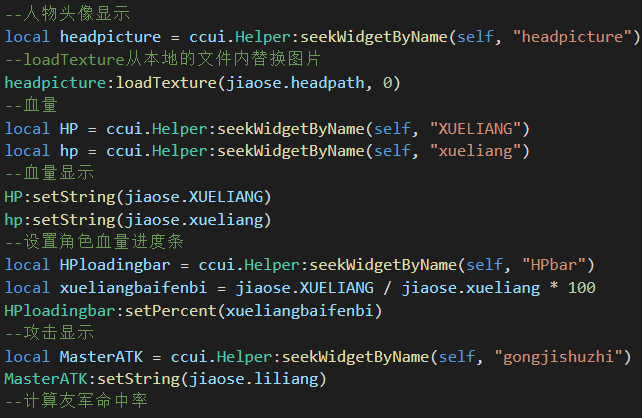 --人物头像显示
local headpicture = ccui.Helper:seekWidgetByName(self, "headpicture")
--loadTexture从本地的文件内替换图片
headpicture:loadTexture(jiaose.headpath, 0)
--血量
local HP = ccui.Helper:seekWidgetByName(self, "XUELIANG")
local hp = ccui.Helper:seekWidgetByName(self, "xueliang")
--血量显示
HP:setString(jiaose.XUELIANG)
hp:setString(jiaose.xueliang)
--设置角色血量进度条
local HPloadingbar = ccui.Helper:seekWidgetByName(self, "HPbar")
local xueliangbaifenbi = jiaose.XUELIANG / jiaose.xueliang * 100
HPloadingbar:setPercent(xueliangbaifenbi)
--攻击显示
local MasterATK = ccui.Helper:seekWidgetByName(self, "gongjishuzhi")
MasterATK:setString(jiaose.liliang)
--计算友军命中率